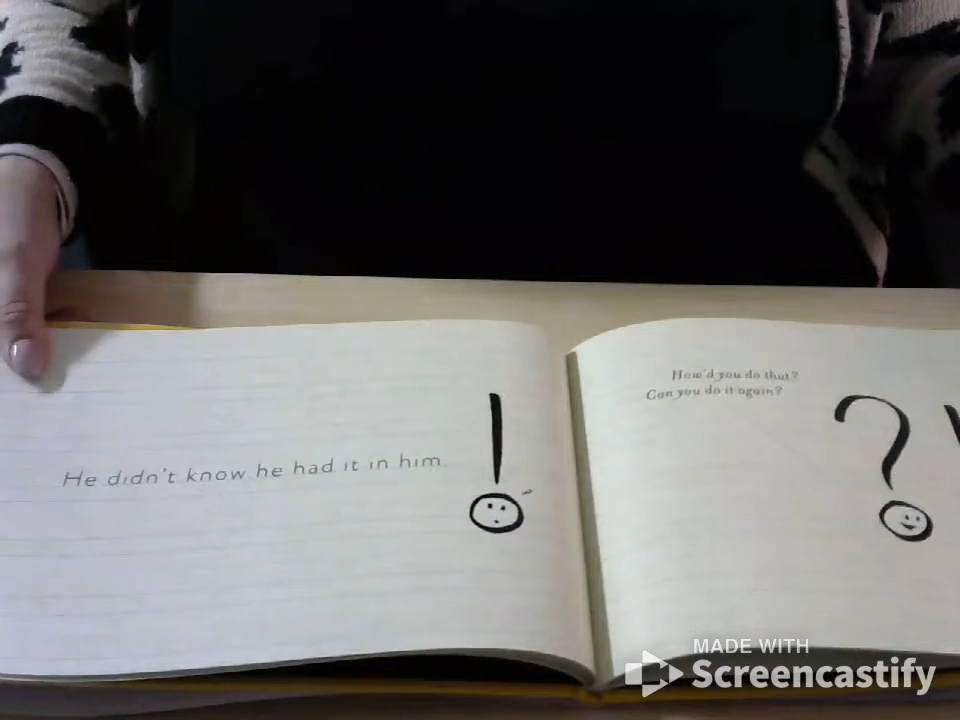 He didn't know he had it in him.
!
How'd you do that?
Can you do it again?
?
MADE WITH
Screencastify